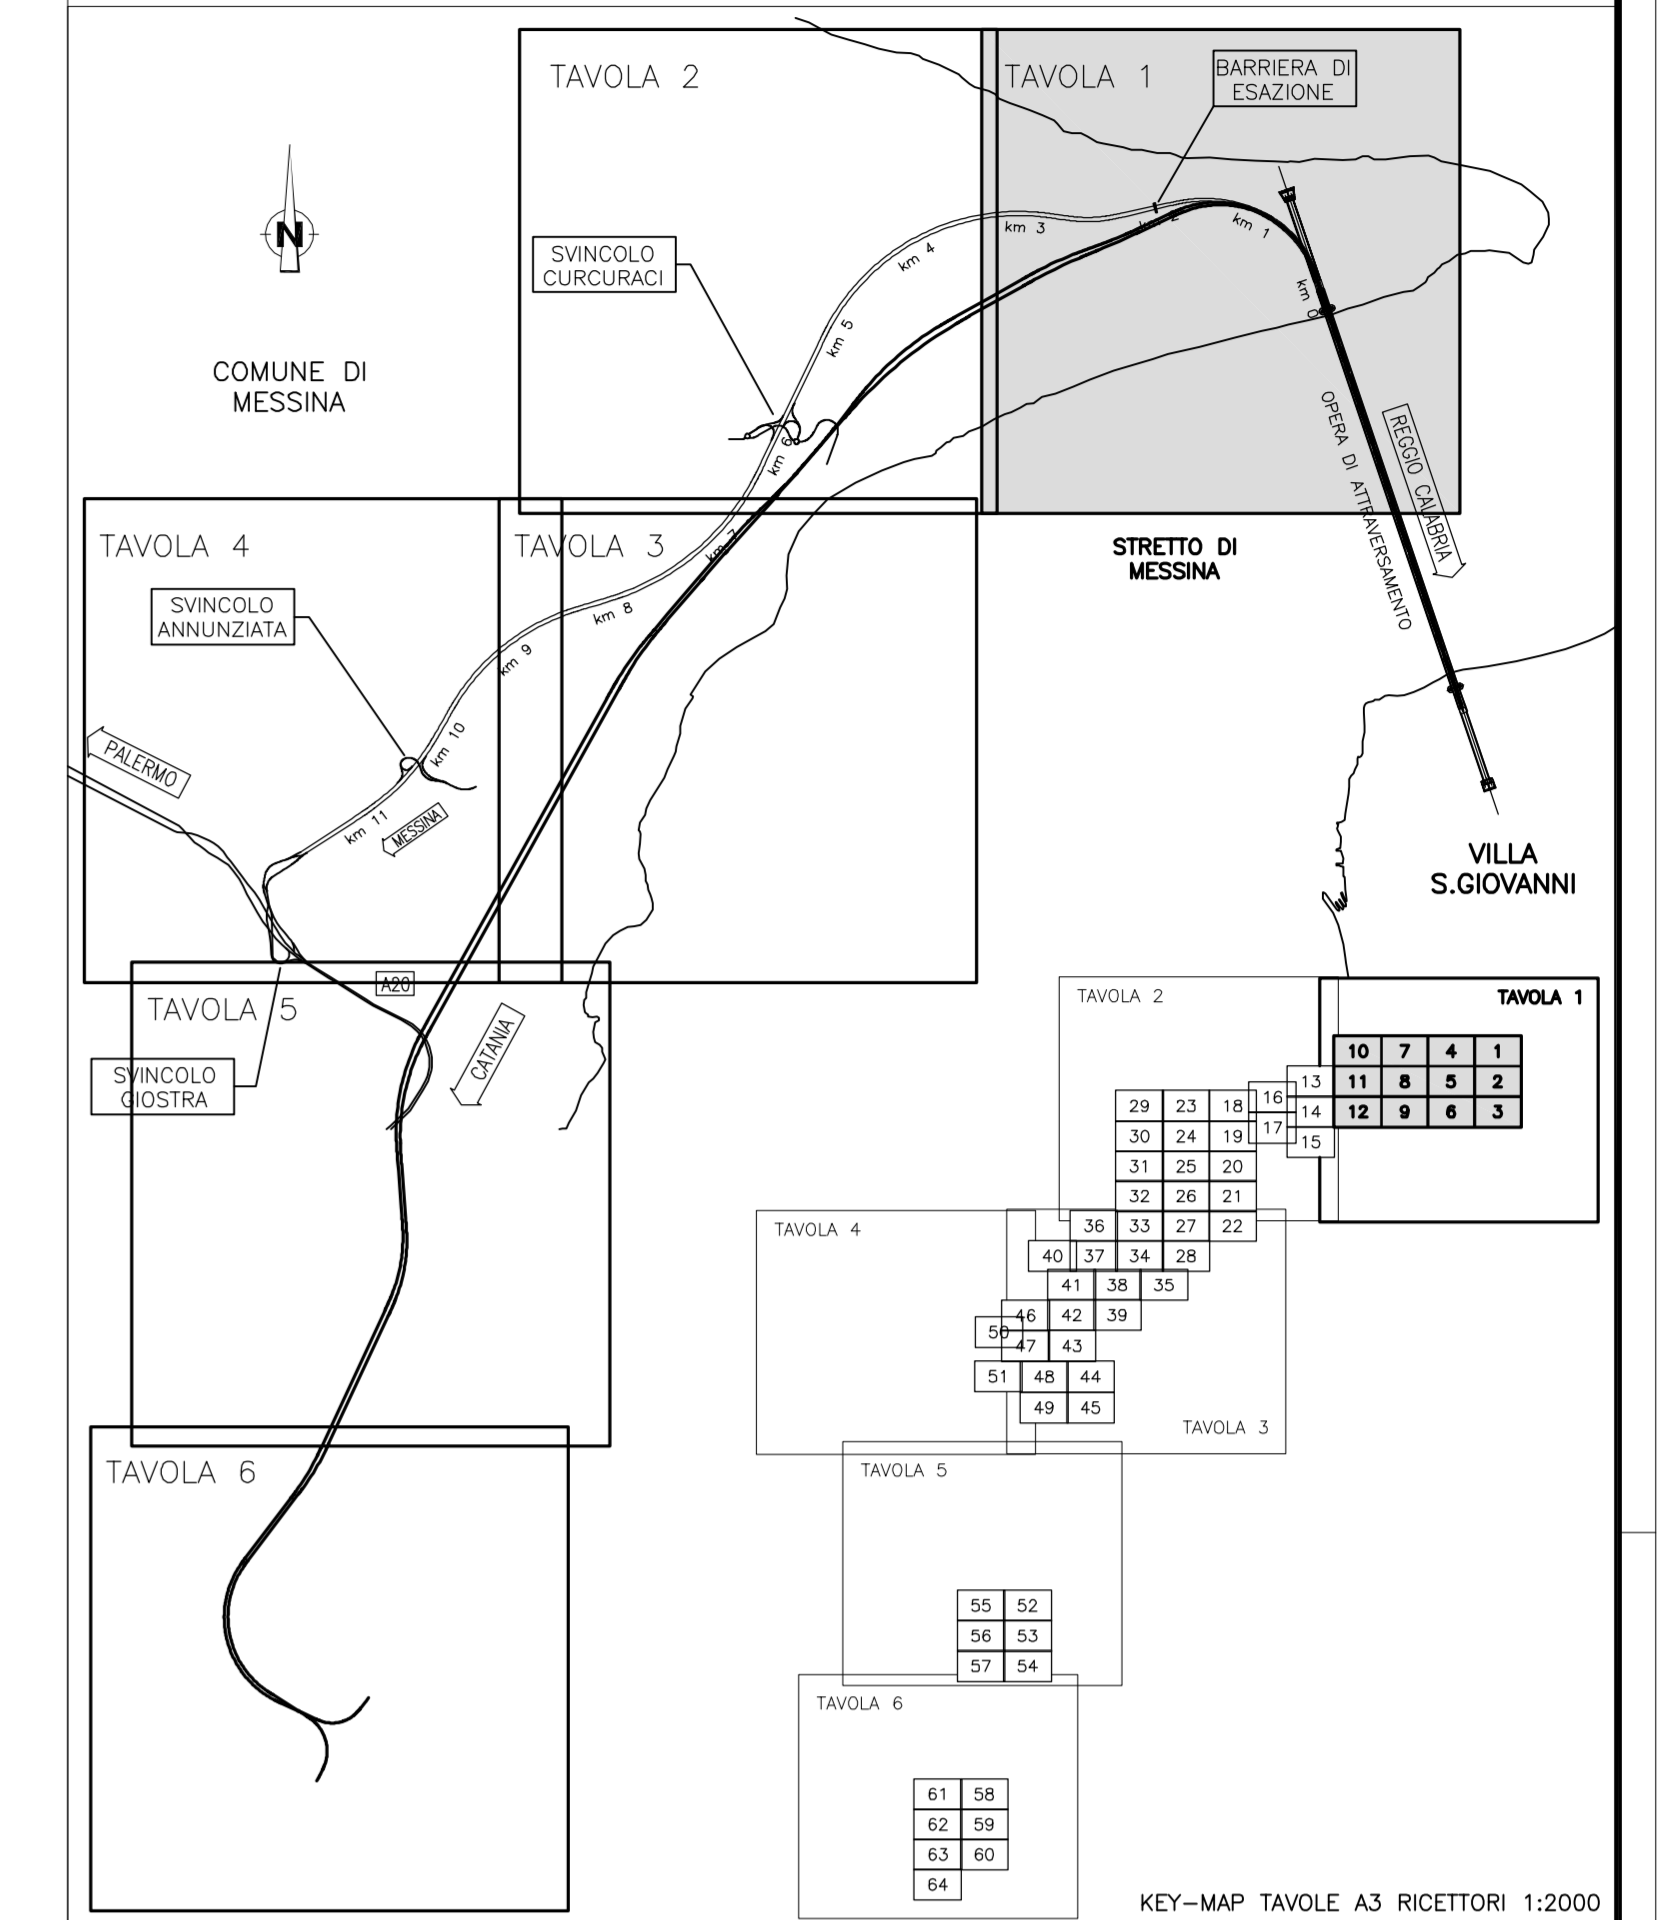 TAVOLA 2
TAVOLA 1
BARRIERA DI
ESAZIONE
N
SVINCOLO
CURCURACI
km 4
km 3
km 2
km 1
km 0
km 5
km 6
COMUNE DI
MESSINA
OPERA DI ATTRAVERSAMENTO
REGGIO CALABRIA
TAVOLA 4
TAVOLA 3
km 7
STRETTO DI
MESSINA
SVINCOLO
ANNUNZIATA
km 8
km 9
km 10
PALERMO
km 11
MESSINA
VILLA
S.GIOVANNI
A20
TAVOLA 5
CATANIA
SVINCOLO
GIOSTRA
TAVOLA 6
TAVOLA 2
TAVOLA 1
10 7 4 1
13 11 8 5 2
14 12 9 6 3
15
16
17
29 23 18
30 24 19
31 25 20
32 26 21
36 33 27 22
40 37 34 28
41 38 35
46 42 39
50
47 43
51 48 44
49 45
TAVOLA 4
TAVOLA 3
TAVOLA 5
55 52
56 53
57 54
TAVOLA 6
61 58
62 59
63 60
64
KEY-MAP TAVOLE A3 RICETTORI 1:2000